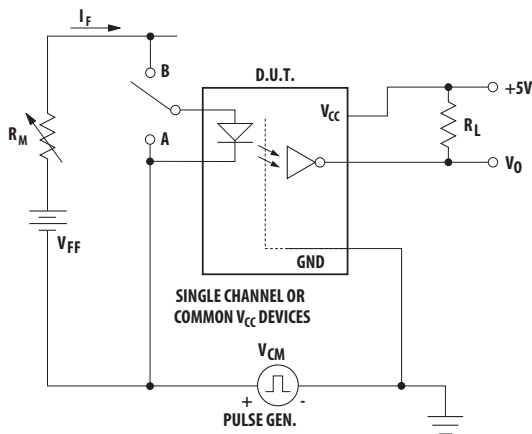 I_F
B
D.U.T.
V_CC
+5V
R_M
A
R_L
V_O
V_FF
GND
SINGLE CHANNEL OR
COMMON V_CC DEVICES
V_CM
+ -
PULSE GEN.